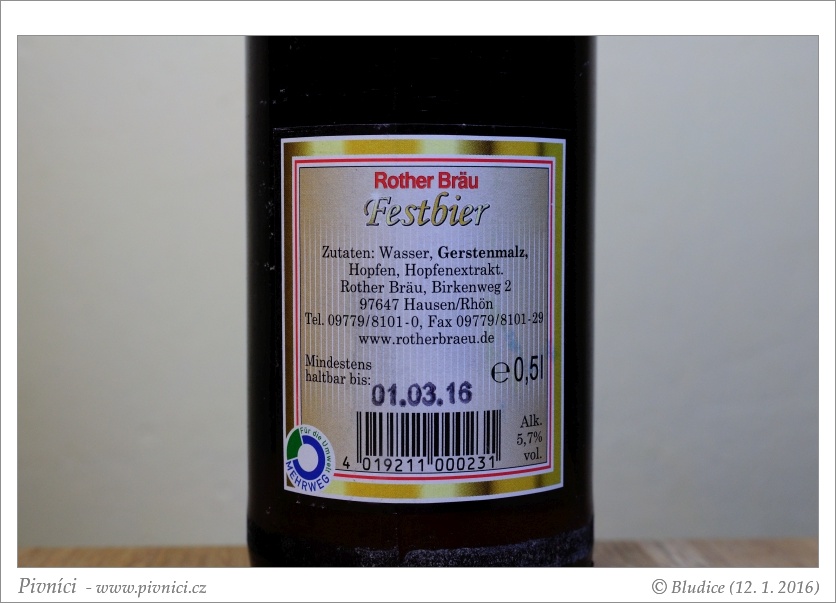 Rother Bräu
Festbier
Zutaten: Wasser, Gerstenmalz,
Hopfen, Hopfenextrakt.
Rother Bräu, Birkenweg 2
97647 Hausen/Rhön
Tel. 09779/8101-0, Fax 09779/8101-29
www.rotherbraeu.de
Mindestens
haltbar bis:
01.03.16
℮ 0,5l
Alk.
5,7%
vol.
4 019211 000231
Für die Umwelt
MEHRWEG
Pivníci - www.pivnici.cz
© Bludice (12. 1. 2016)